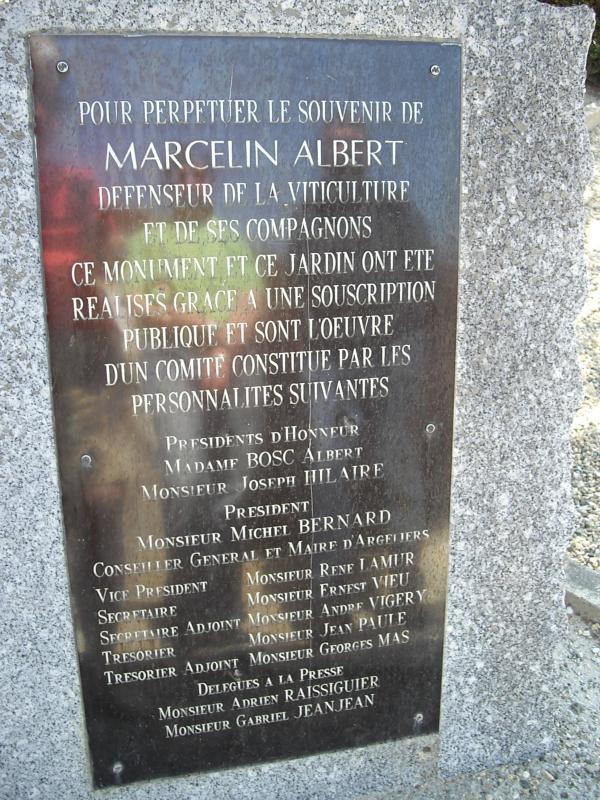 POUR PERPETUER LE SOUVENIR DE
MARCELIN ALBERT
DEFENSEUR DE LA VITICULTURE
ET DE SES COMPAGNONS
CE MONUMENT ET CE JARDIN ONT ETE
REALISES GRACE A UNE SOUSCRIPTION
PUBLIQUE ET SONT L'OEUVRE
D'UN COMITE CONSTITUE PAR LES
PERSONNALITES SUIVANTES
PRESIDENTS D'HONNEUR
MADAME BOSC ALBERT
MONSIEUR JOSEPH HILAIRE
PRESIDENT
MONSIEUR MICHEL BERNARD
CONSEILLER GENERAL ET MAIRE D'ARGELIERS
VICE PRESIDENT MONSIEUR RENE LAMUR
SECRETAIRE MONSIEUR ERNEST VIEU
SECRETAIRE ADJOINT MONSIEUR ANDRE VIGERY
TRESORIER MONSIEUR JEAN PAULE
TRESORIER ADJOINT MONSIEUR GEORGES MAS
DELEGUES A LA PRESSE
MONSIEUR ADRIEN RAISSIGUIER
MONSIEUR GABRIEL JEANJEAN